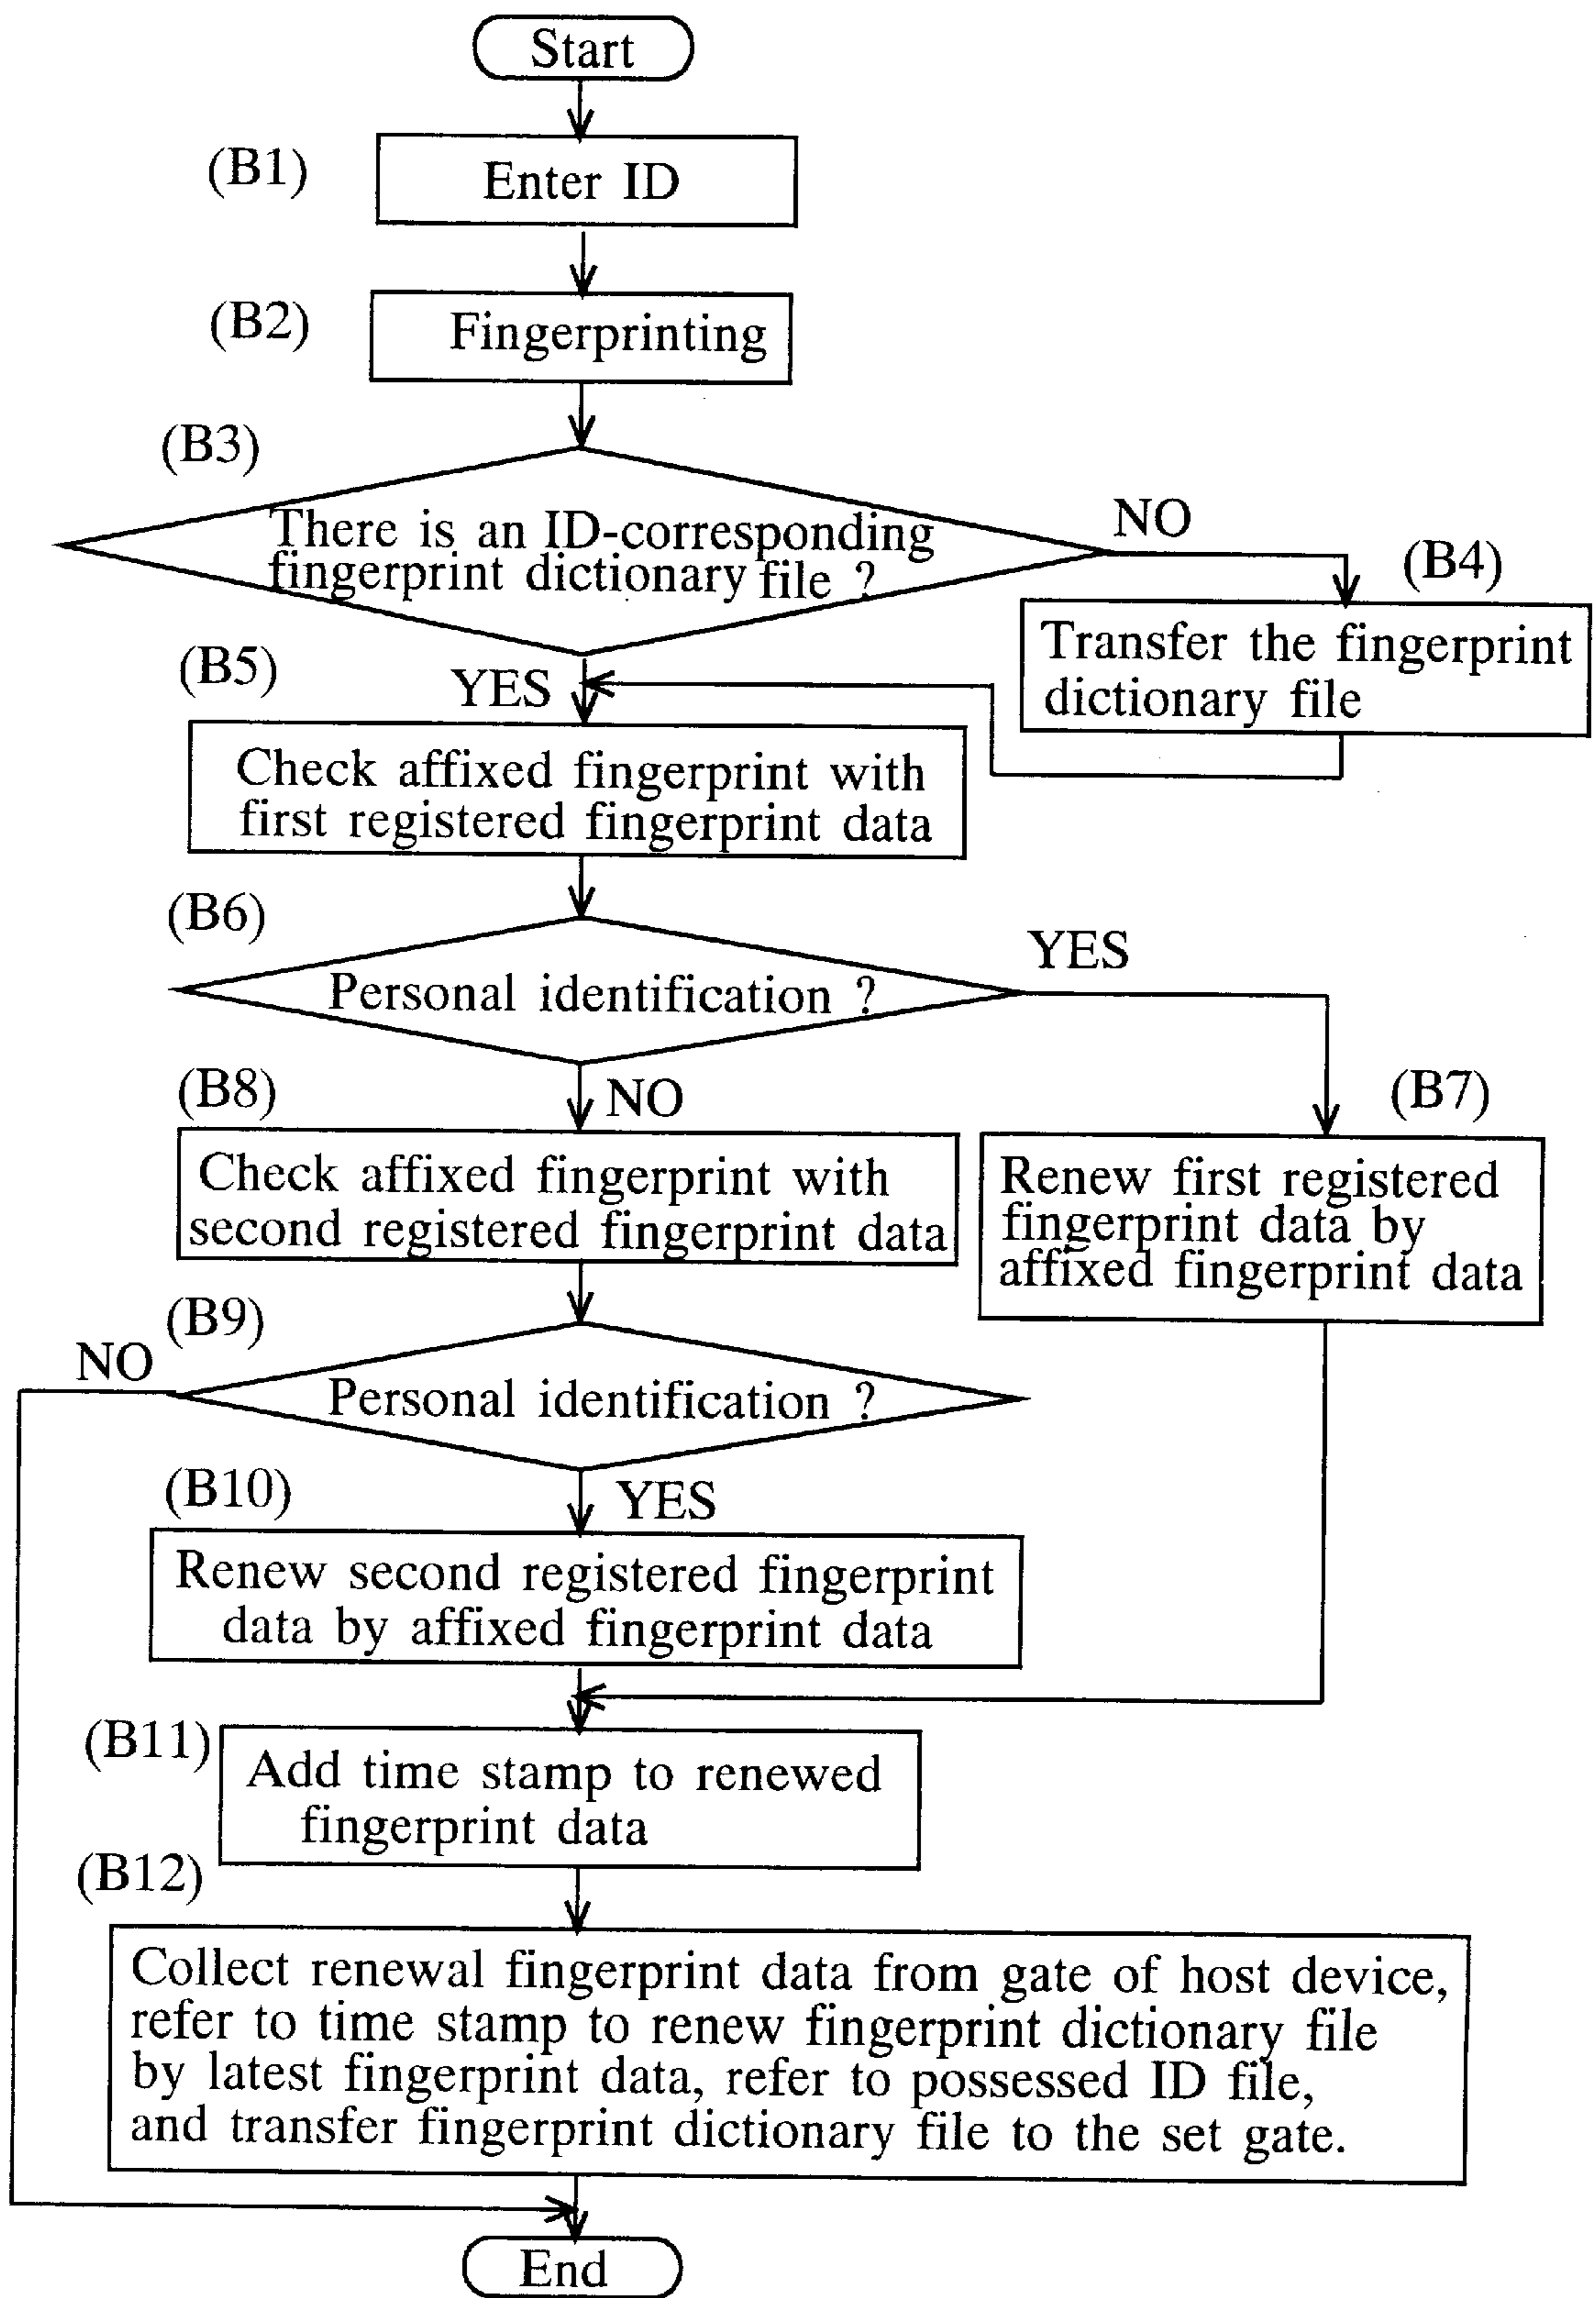 Start
(B1)
Enter ID
(B2)
Fingerprinting
(B3)
There is an ID-corresponding
fingerprint dictionary file ?
NO
(B4)
Transfer the fingerprint
dictionary file
(B5)
YES
Check affixed fingerprint with
first registered fingerprint data
(B6)
Personal identification ?
YES
(B7)
Renew first registered
fingerprint data by
affixed fingerprint data
(B8)
NO
Check affixed fingerprint with
second registered fingerprint data
(B9)
NO
Personal identification ?
(B10)
YES
Renew second registered fingerprint
data by affixed fingerprint data
(B11)
Add time stamp to renewed
fingerprint data
(B12)
Collect renewal fingerprint data from gate of host device,
refer to time stamp to renew fingerprint dictionary file
by latest fingerprint data, refer to possessed ID file,
and transfer fingerprint dictionary file to the set gate.
End